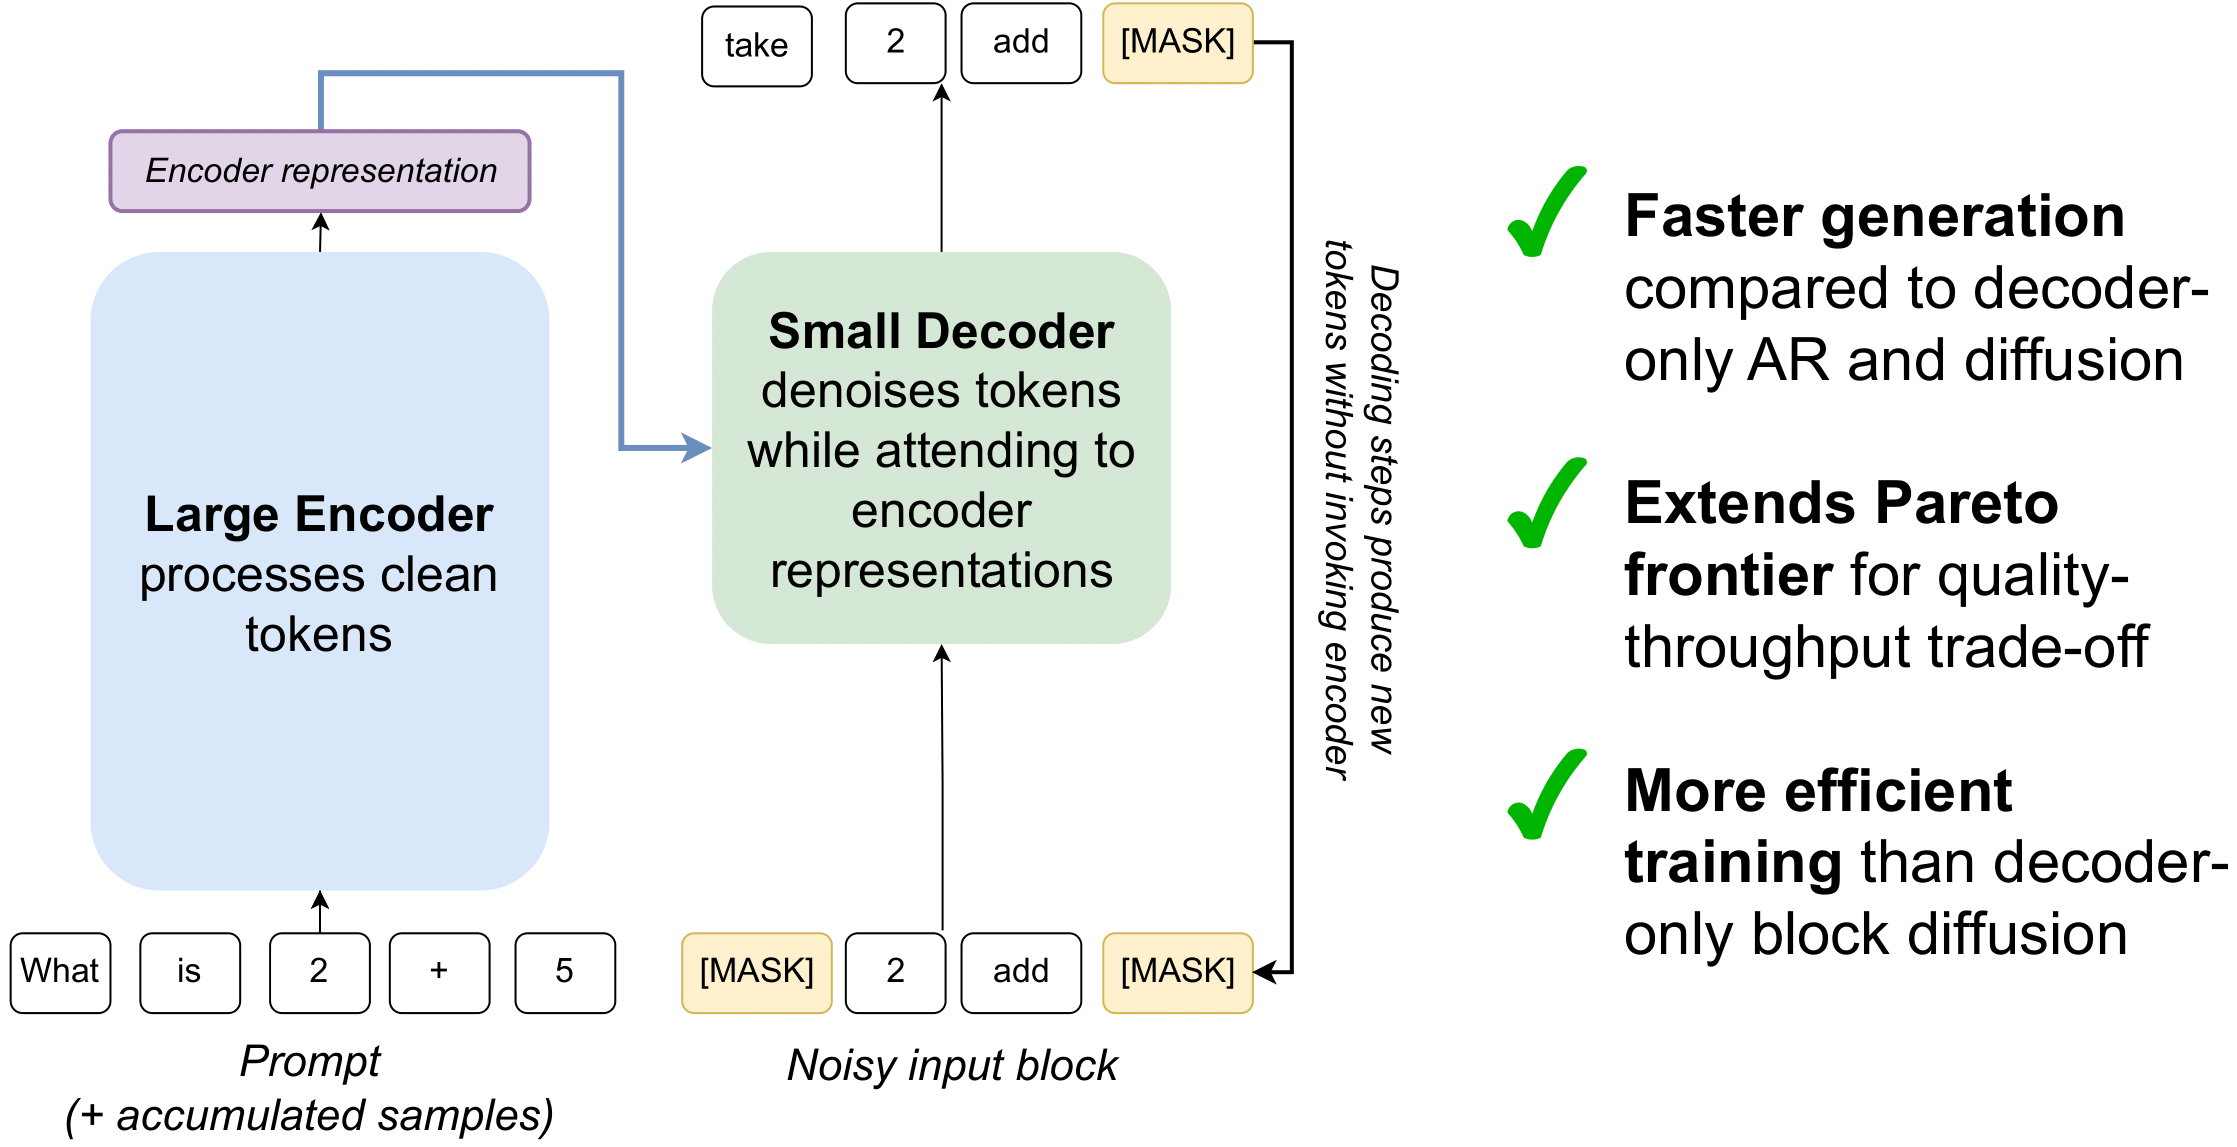 take 2 add [MASK]
Encoder representation
Large Encoder
processes clean
tokens
What is 2 + 5
Prompt
(+ accumulated samples)
Small Decoder
denoises tokens
while attending to
encoder
representations
[MASK] 2 add [MASK]
Noisy input block
Decoding steps produce new
tokens without invoking encoder
Faster generation
compared to decoder-
only AR and diffusion
Extends Pareto
frontier for quality-
throughput trade-off
More efficient
training than decoder-
only block diffusion